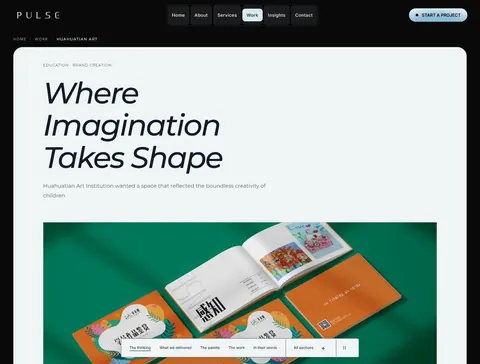 PULSE
Home About Services Work Insights Contact
START A PROJECT
HOME WORK HUAHUATIAN ART
EDUCATION BRAND CREATION
Where
Imagination
Takes Shape
Huahuatian Art Institution wanted a space that reflected the boundless creativity of
children
感知
The thinking What we delivered The palette The work In their words All sections